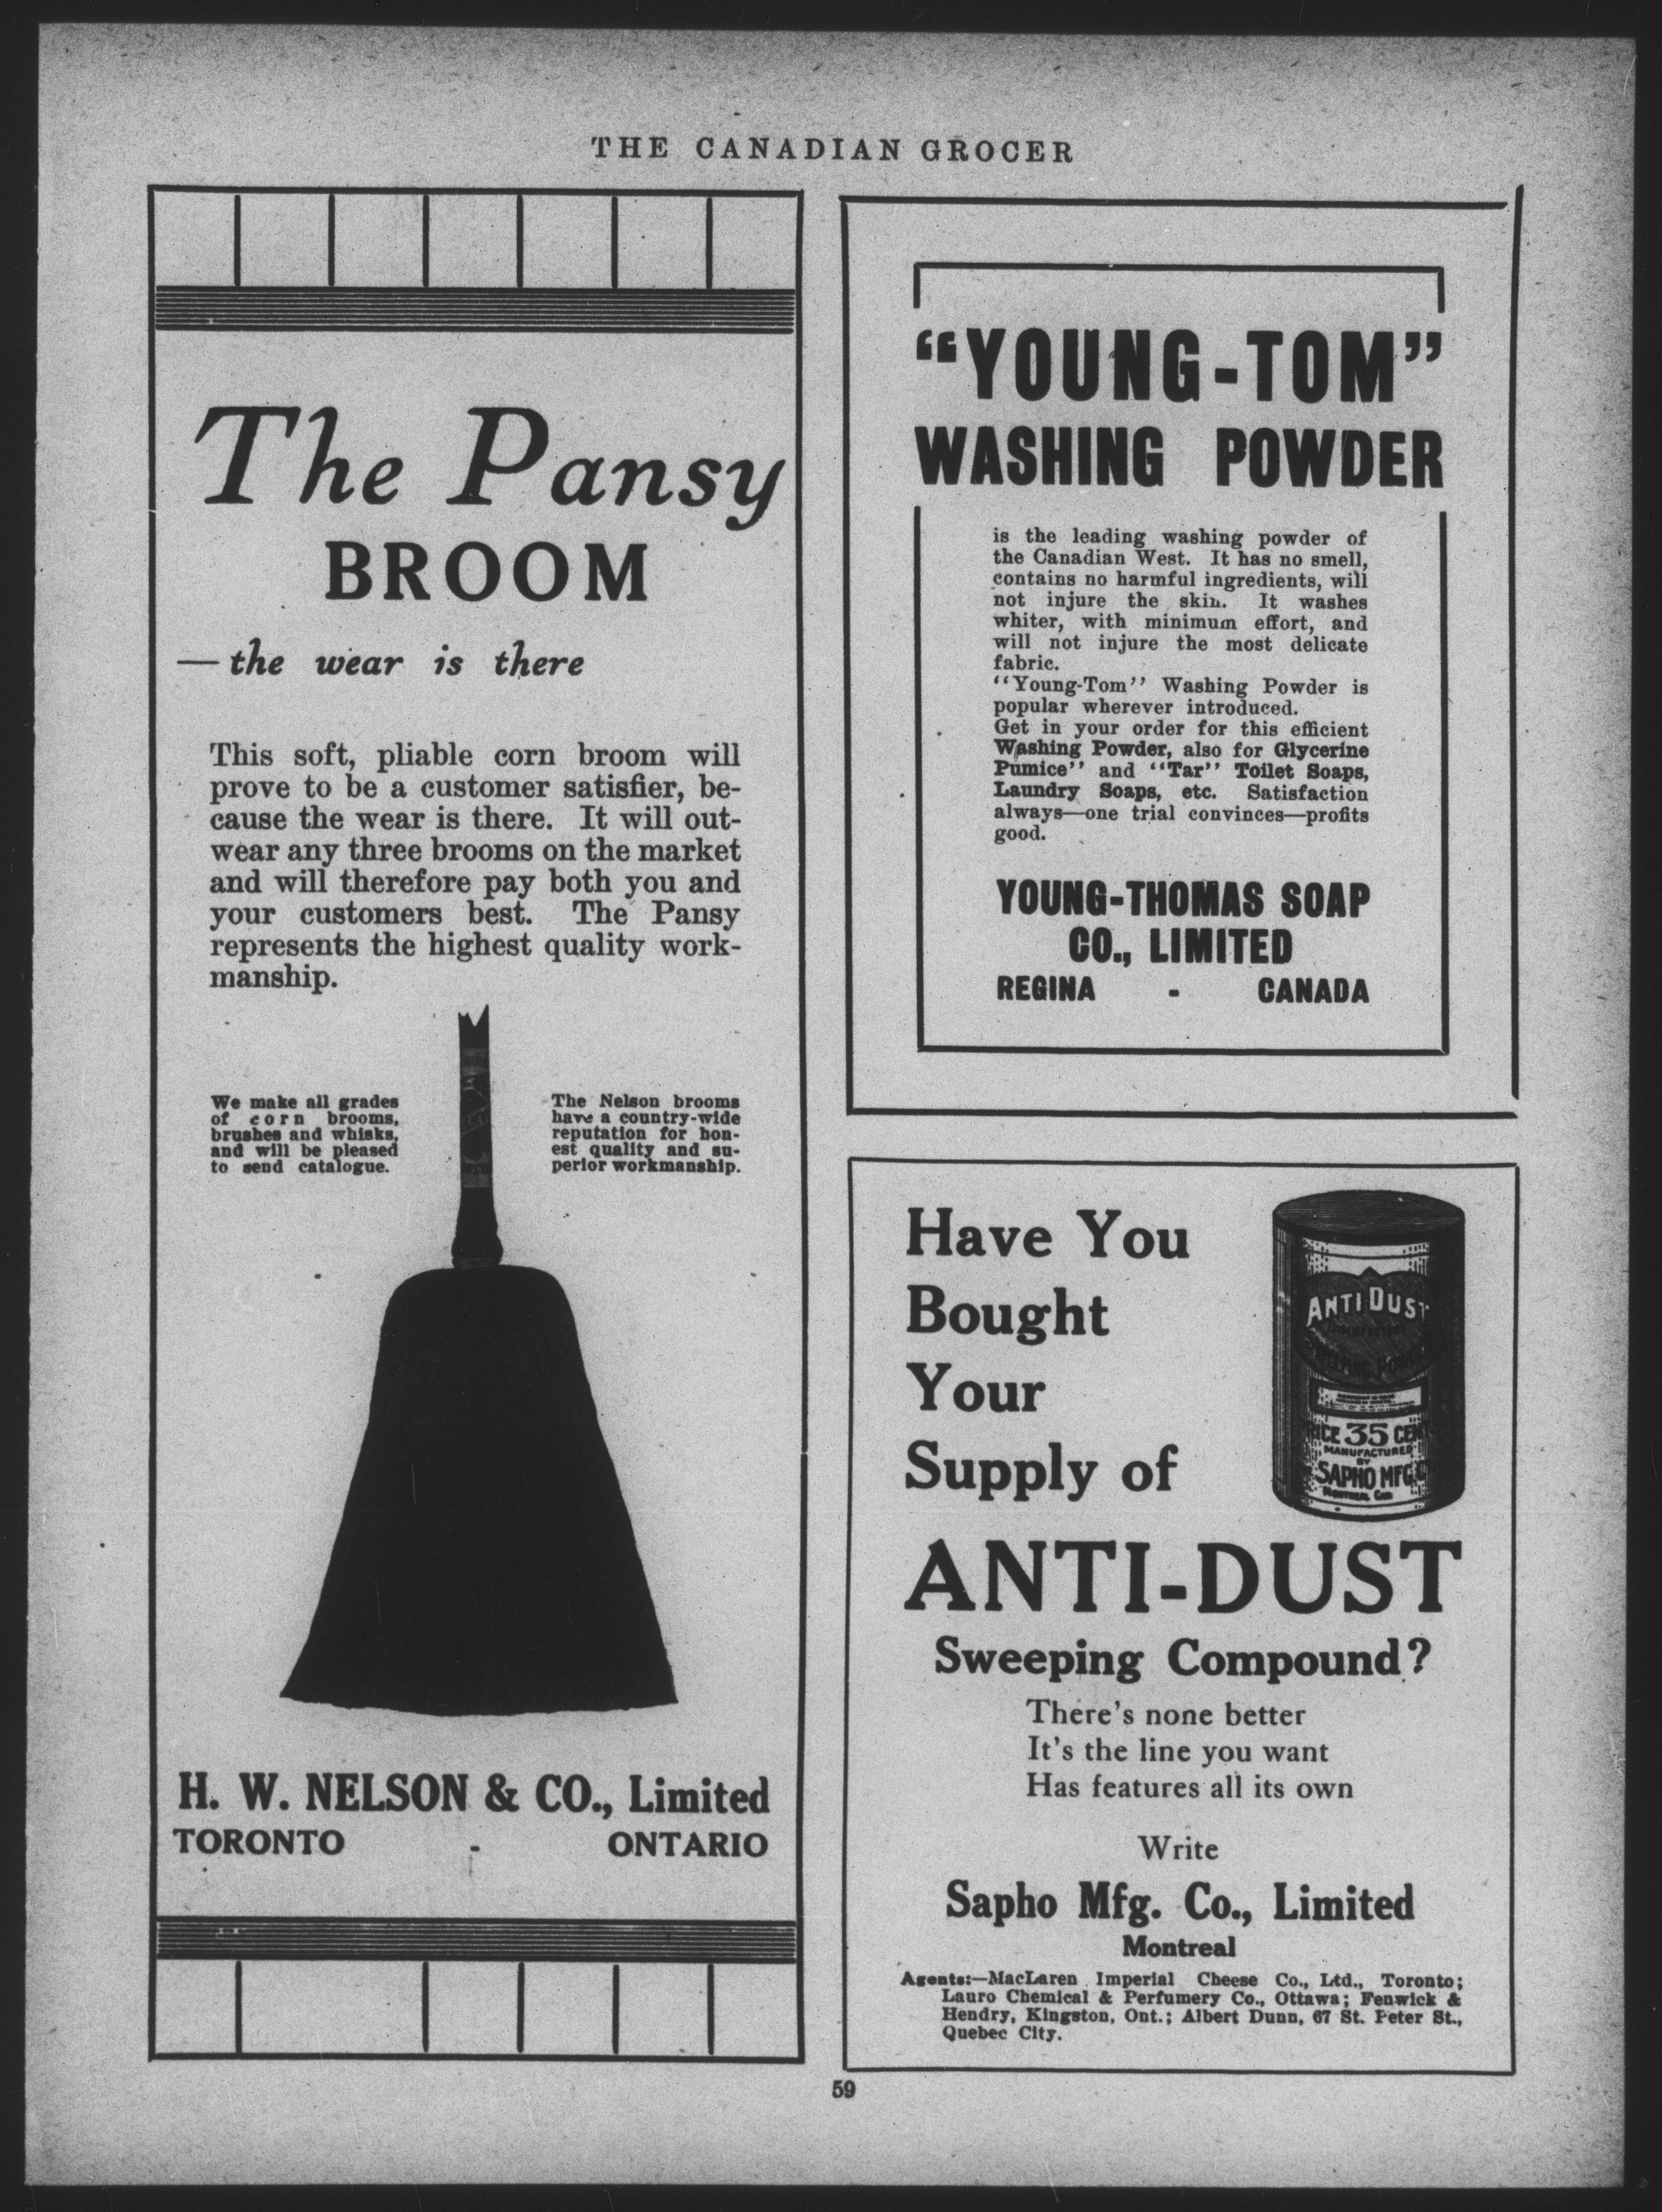 THE CANADIAN GROCER
The Pansy
BROOM
— the wear is there
This soft, pliable corn broom will
prove to be a customer satisfier, be-
cause the wear is there. It will out-
wear any three brooms on the market
and will therefore pay both you and
your customers best. The Pansy
represents the highest quality work-
manship.
We make all grades
of corn brooms,
brushes and whisks,
and will be pleased
to send catalogue.
The Nelson brooms
have a country-wide
reputation for hon-
est quality and su-
perior workmanship.
H. W. NELSON & CO., Limited
TORONTO - ONTARIO
“YOUNG-TOM”
WASHING POWDER
is the leading washing powder of
the Canadian West. It has no smell,
contains no harmful ingredients, will
not injure the skin. It washes
whiter, with minimum effort, and
will not injure the most delicate
fabric.
“Young-Tom” Washing Powder is
popular wherever introduced.
Get in your order for this efficient
Washing Powder, also for Glycerine
Pumice” and “Tar” Toilet Soaps,
Laundry Soaps, etc. Satisfaction
always—one trial convinces—profits
good.
YOUNG-THOMAS SOAP
CO., LIMITED
REGINA - CANADA
Have You
Bought
Your
Supply of
ANTI DUST
35 CEN
MANUFACTURED
BY
SAPHO MFG. C
MONTREAL CAN
ANTI-DUST
Sweeping Compound?
There's none better
It's the line you want
Has features all its own
Write
Sapho Mfg. Co., Limited
Montreal
Agents:—MacLaren Imperial Cheese Co., Ltd., Toronto;
Lauro Chemical & Perfumery Co., Ottawa; Fenwick &
Hendry, Kingston, Ont.; Albert Dunn, 67 St. Peter St.,
Quebec City.
59